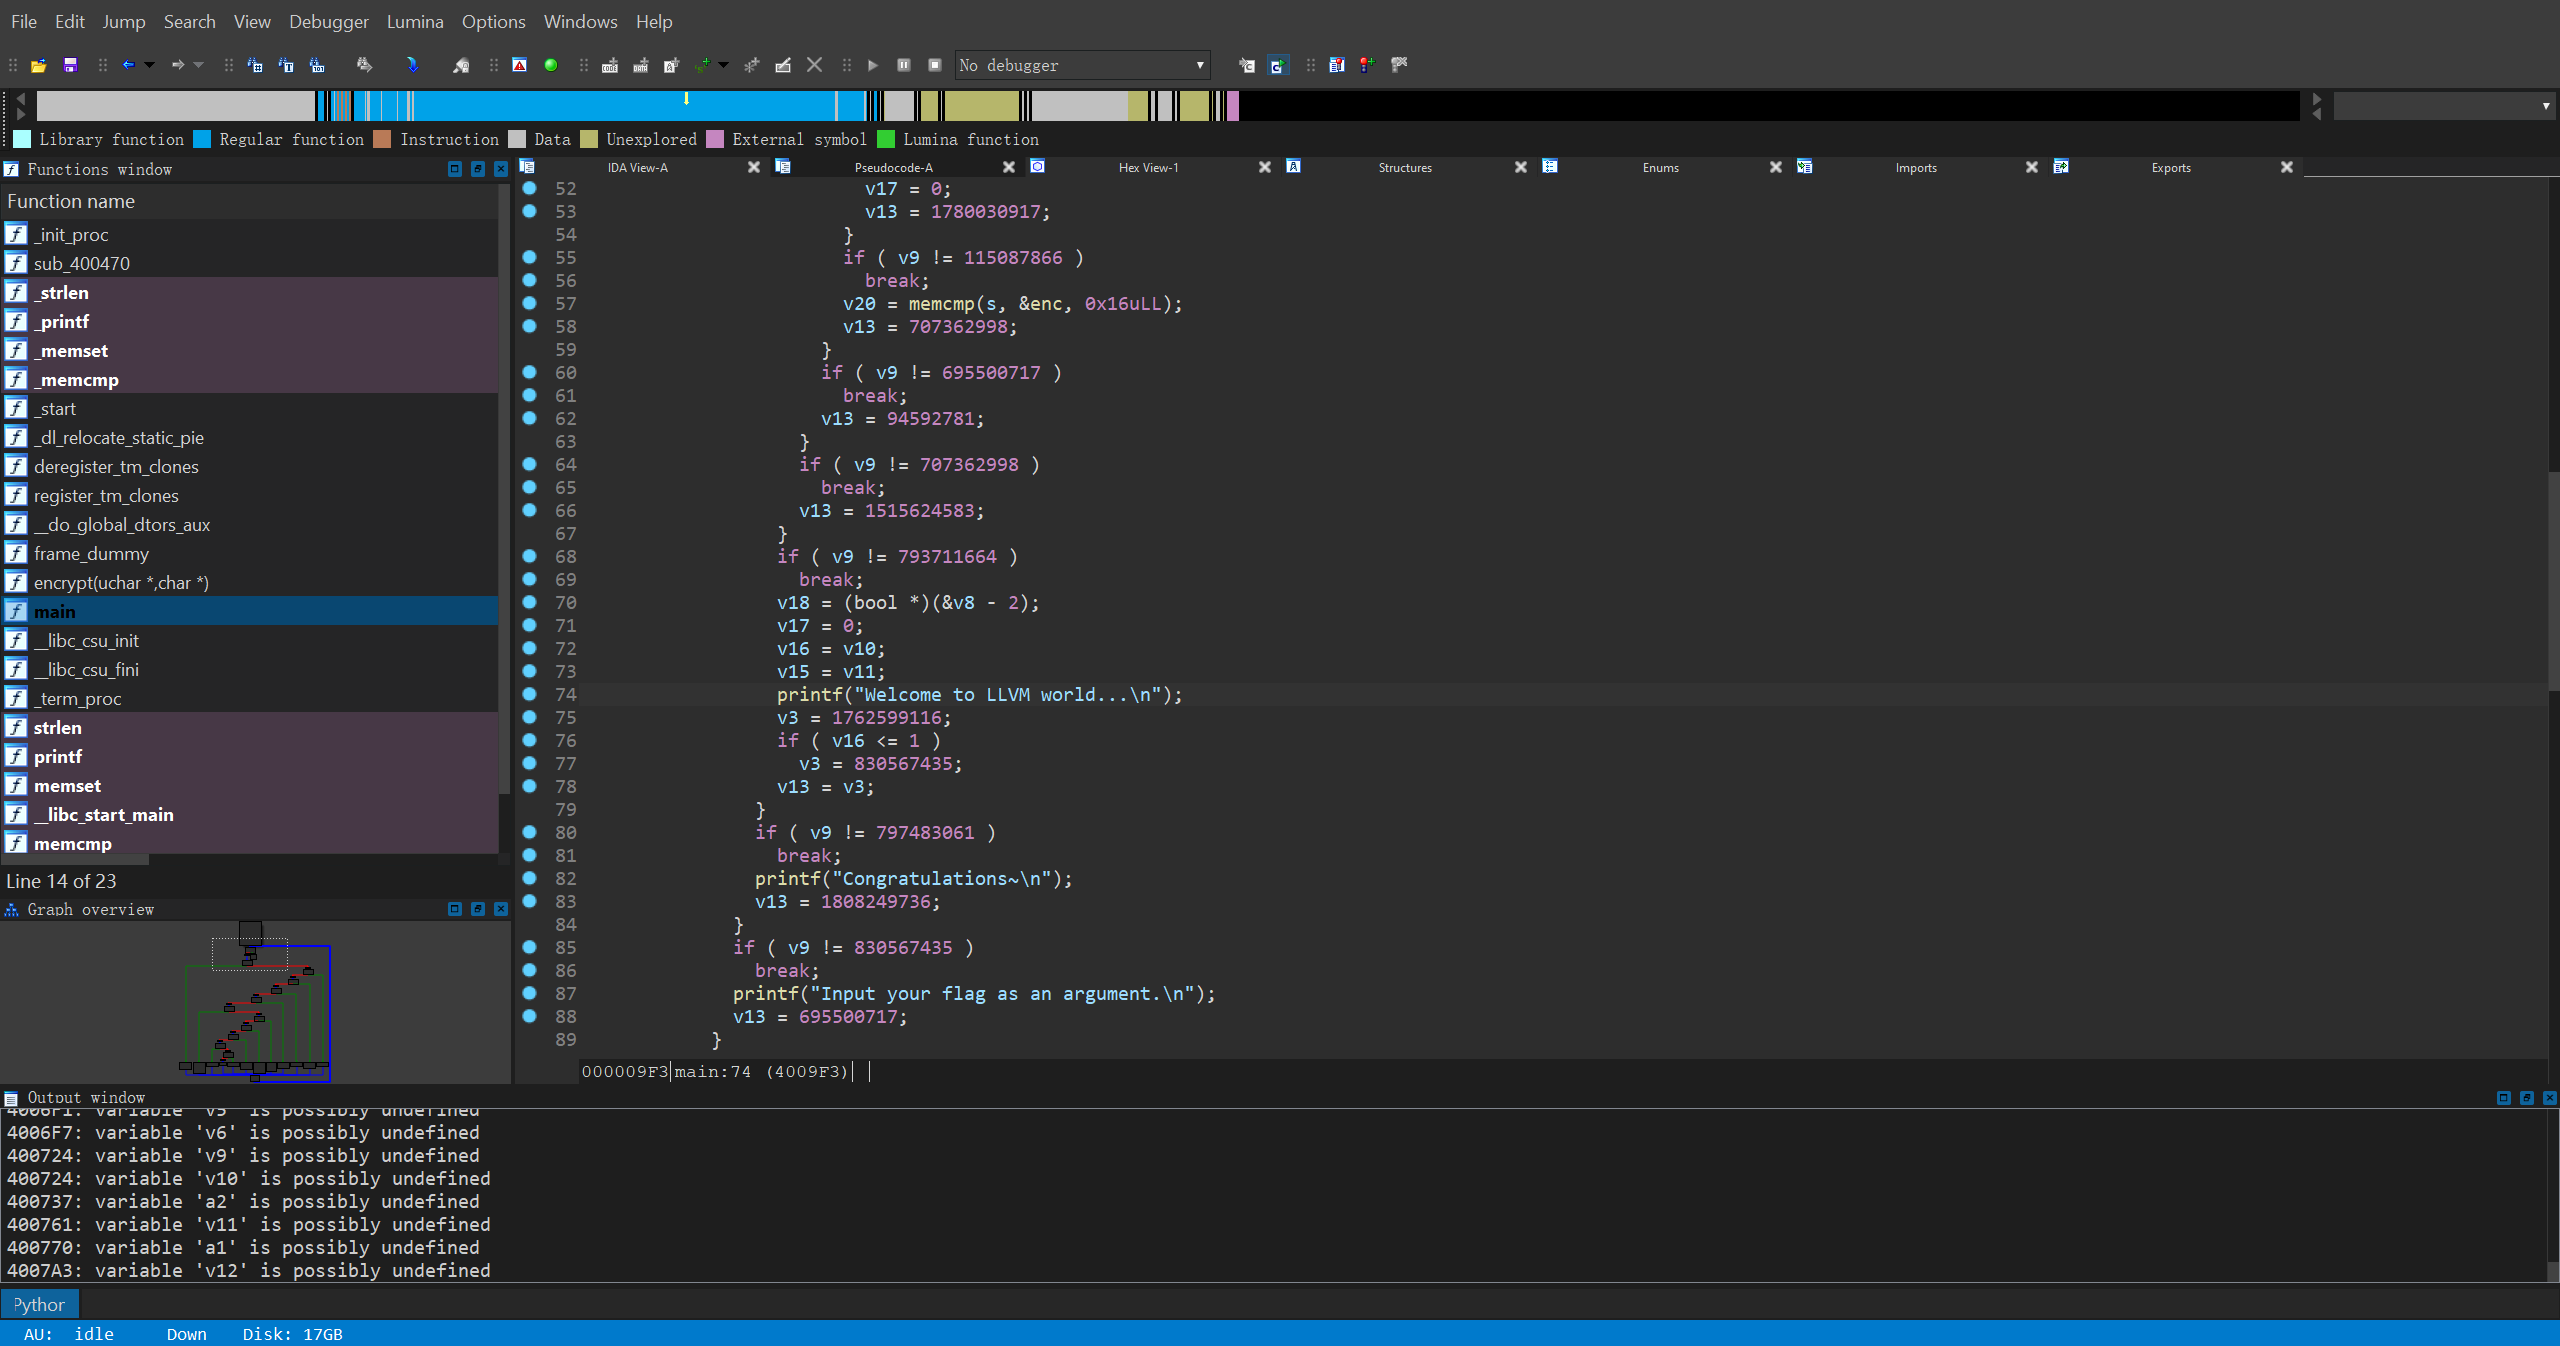 File Edit Jump Search View Debugger Lumina Options Windows Help
No debugger
Library function Regular function Instruction Data Unexplored External symbol Lumina function
Functions window
Function name
_init_proc
sub_400470
_strlen
_printf
_memset
_memcmp
_start
_dl_relocate_static_pie
deregister_tm_clones
register_tm_clones
__do_global_dtors_aux
frame_dummy
encrypt(uchar *,char *)
main
__libc_csu_init
__libc_csu_fini
_term_proc
strlen
printf
memset
__libc_start_main
memcmp
Line 14 of 23
Graph overview
IDA View-A Pseudocode-A Hex View-1 Structures Enums Imports Exports
52 v17 = 0;
53 v13 = 1780030917;
54 }
55 if ( v9 != 115087866 )
56 break;
57 v20 = memcmp(s, &enc, 0x16uLL);
58 v13 = 707362998;
59 }
60 if ( v9 != 695500717 )
61 break;
62 v13 = 94592781;
63 }
64 if ( v9 != 707362998 )
65 break;
66 v13 = 1515624583;
67 }
68 if ( v9 != 793711664 )
69 break;
70 v18 = (bool *)(&v8 - 2);
71 v17 = 0;
72 v16 = v10;
73 v15 = v11;
74 printf("Welcome to LLVM world...\n");
75 v3 = 1762599116;
76 if ( v16 <= 1 )
77 v3 = 830567435;
78 v13 = v3;
79 }
80 if ( v9 != 797483061 )
81 break;
82 printf("Congratulations~\n");
83 v13 = 1808249736;
84 }
85 if ( v9 != 830567435 )
86 break;
87 printf("Input your flag as an argument.\n");
88 v13 = 695500717;
89 }
000009F3 main:74 (4009F3)
Output window
4006F1: variable 'v5' is possibly undefined
4006F7: variable 'v6' is possibly undefined
400724: variable 'v9' is possibly undefined
400724: variable 'v10' is possibly undefined
400737: variable 'a2' is possibly undefined
400761: variable 'v11' is possibly undefined
400770: variable 'a1' is possibly undefined
4007A3: variable 'v12' is possibly undefined
Python
AU: idle Down Disk: 17GB